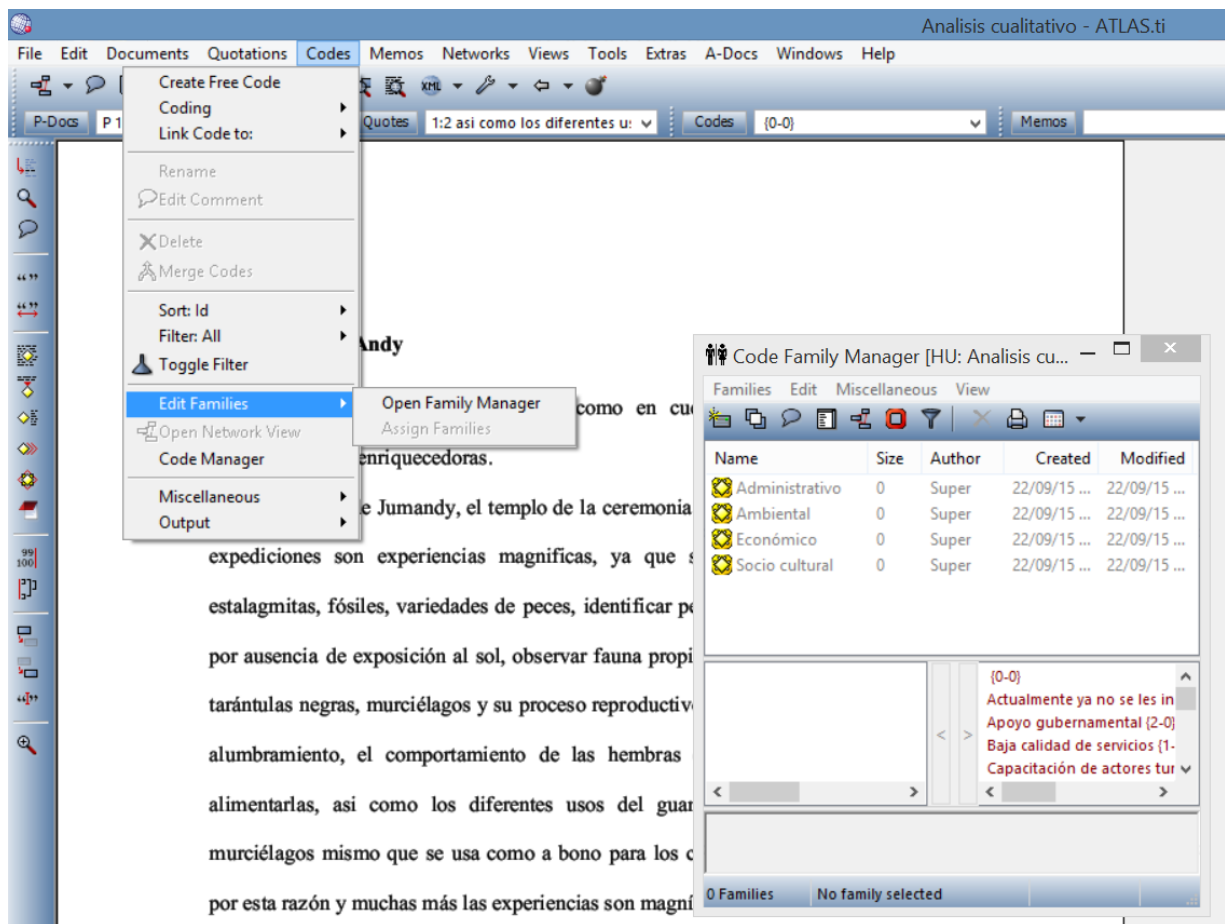 Analisis cualitativo - ATLAS.ti
File Edit Documents Quotations Codes Memos Networks Views Tools Extras A-Docs Windows Help
XML
P-Docs P 1 Quotes 1:2 asi como los diferentes u: Codes {0-0} Memos
Create Free Code
Coding
Link Code to:
Rename
Edit Comment
Delete
Merge Codes
Sort: Id
Filter: All
Toggle Filter
Edit Families
Open Network View
Code Manager
Miscellaneous
Output
Open Family Manager
Assign Families
99
100
Andy
como en cu
enriquecedoras.
e Jumandy, el templo de la ceremonia
expediciones son experiencias magnificas, ya que s
estalagmitas, fósiles, variedades de peces, identificar pe
por ausencia de exposición al sol, observar fauna propi
tarántulas negras, murciélagos y su proceso reproductiv
alumbramiento, el comportamiento de las hembras
alimentarlas, asi como los diferentes usos del guar
murciélagos mismo que se usa como a bono para los c
por esta razón y muchas más las experiencias son magní
Code Family Manager [HU: Analisis cu...
Families Edit Miscellaneous View
Name Size Author Created Modified
Administrativo 0 Super 22/09/15 ... 22/09/15 ...
Ambiental 0 Super 22/09/15 ... 22/09/15 ...
Económico 0 Super 22/09/15 ... 22/09/15 ...
Socio cultural 0 Super 22/09/15 ... 22/09/15 ...
{0-0}
Actualmente ya no se les in
Apoyo gubernamental {2-0}
Baja calidad de servicios {1-
Capacitación de actores tur
0 Families No family selected